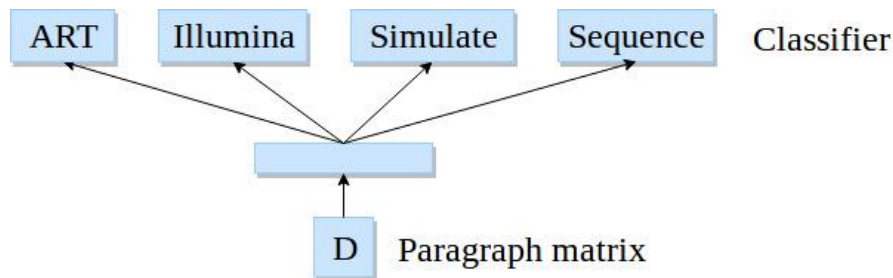 ART Illumina Simulate Sequence Classifier
D Paragraph matrix